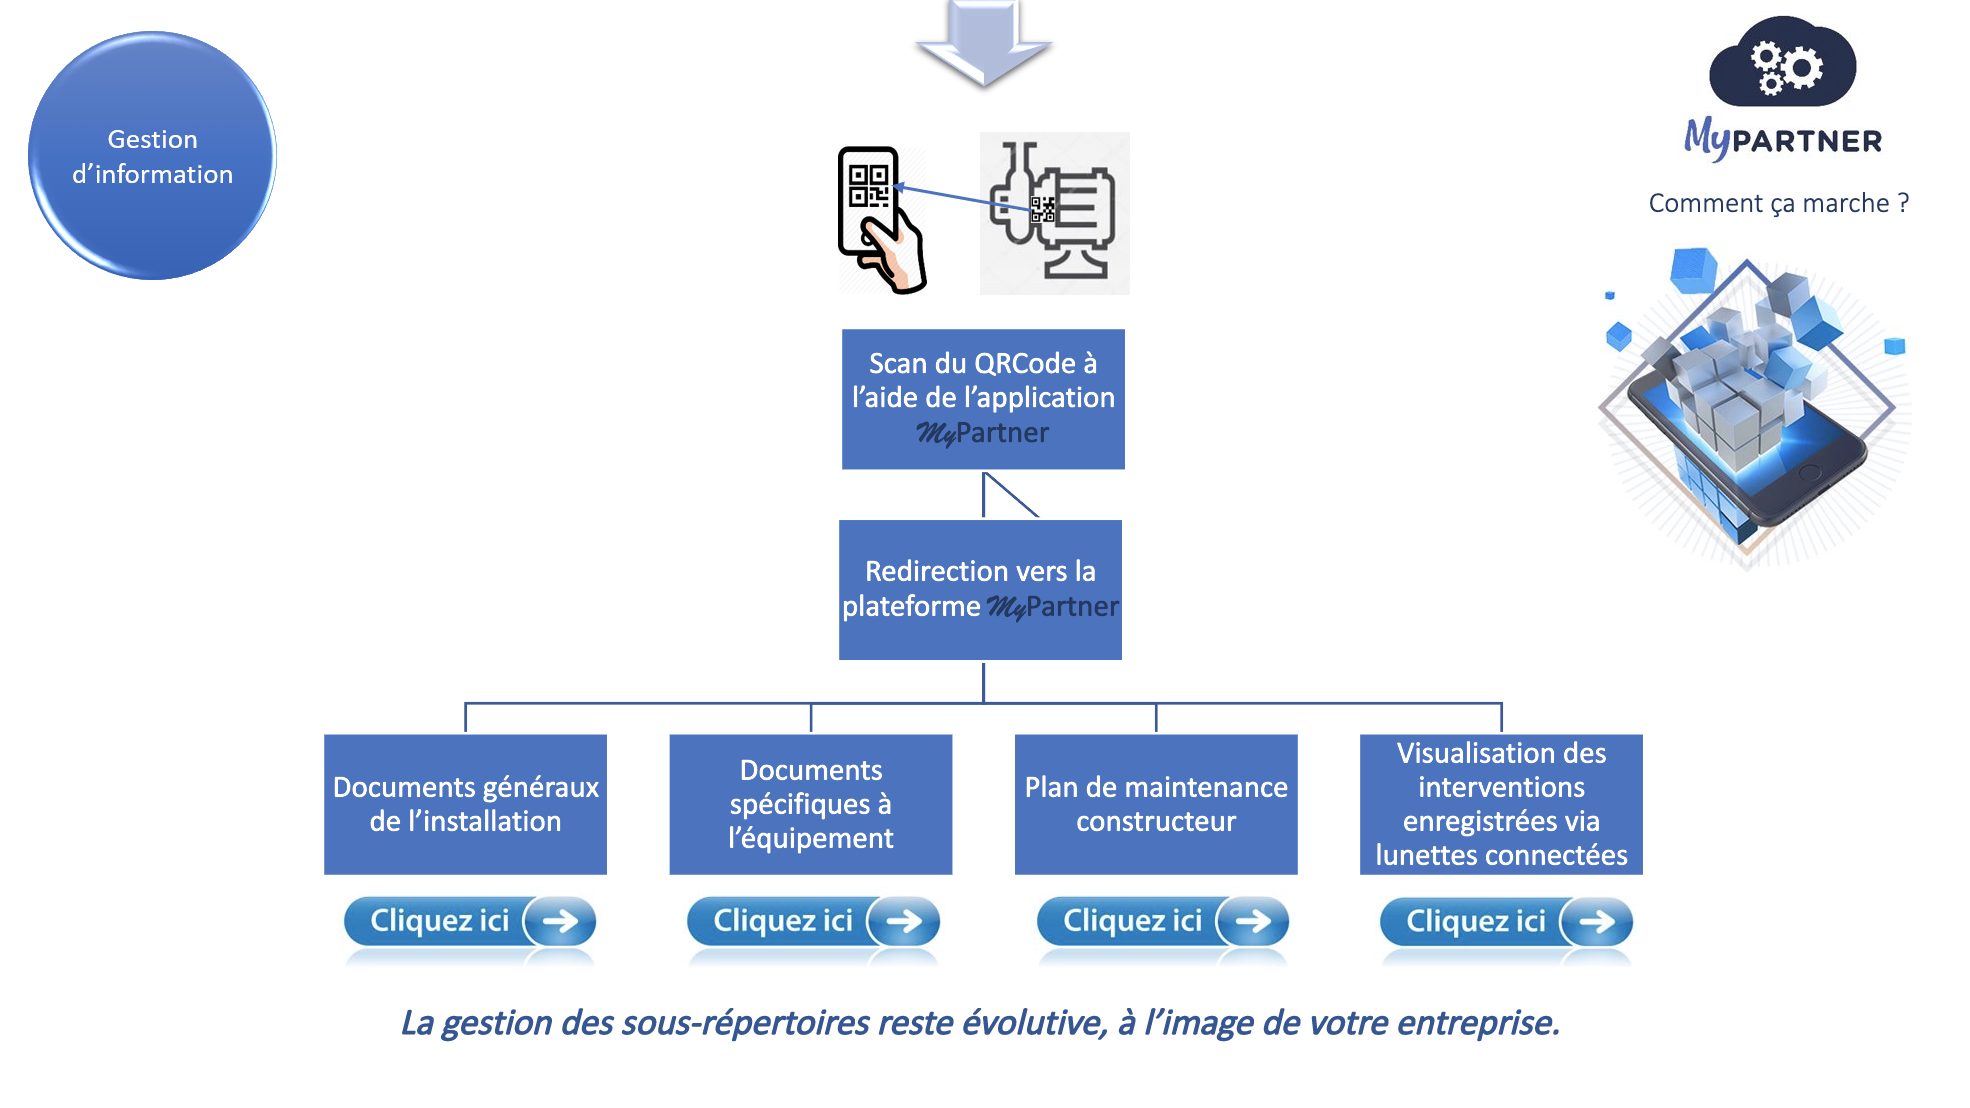 Gestion
d’information
MyPARTNER
Comment ça marche ?
Scan du QRCode à
l’aide de l’application
MyPartner
Redirection vers la
plateforme MyPartner
Documents généraux
de l’installation
Documents
spécifiques à
l’équipement
Plan de maintenance
constructeur
Visualisation des
interventions
enregistrées via
lunettes connectées
Cliquez ici
Cliquez ici
Cliquez ici
Cliquez ici
La gestion des sous-répertoires reste évolutive, à l’image de votre entreprise.